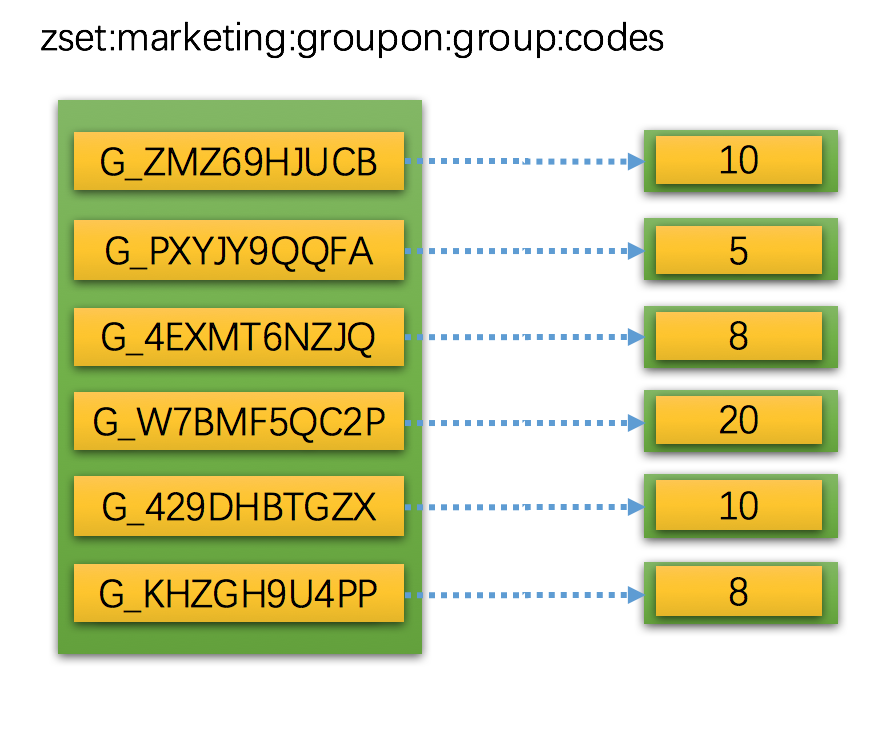 zset:marketing:groupon:group:codes
G_ZMZ69HJUCB 10
G_PXYJY9QQFA 5
G_4EXMT6NZJQ 8
G_W7BMF5QC2P 20
G_429DHBTGZX 10
G_KHZGH9U4PP 8